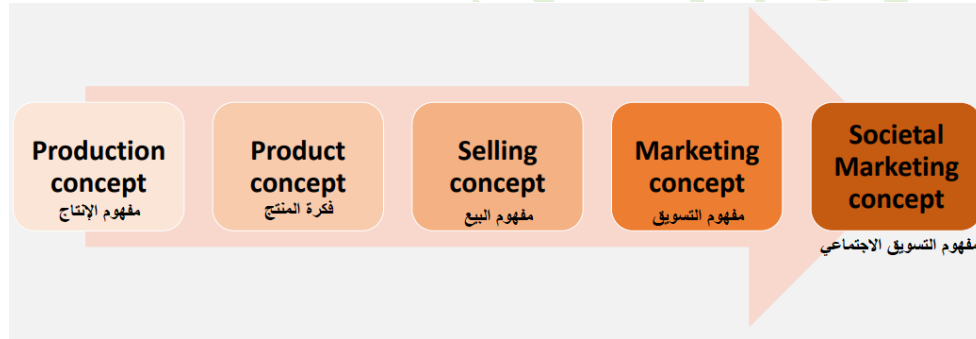 Production
concept
مفهوم الإنتاج
Product
concept
فكرة المنتج
Selling
concept
مفهوم البيع
Marketing
concept
مفهوم التسويق
Societal
Marketing
concept
مفهوم التسويق الاجتماعي